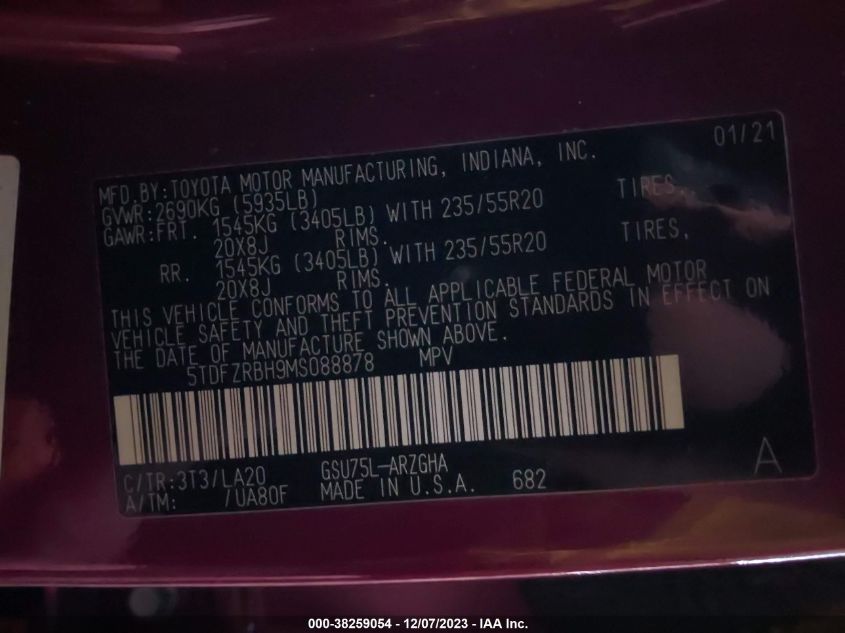 01/21
MFD.BY:TOYOTA MOTOR MANUFACTURING, INDIANA, INC.
GVWR:2690KG (5935LB)
GAWR:FRT. 1545KG (3405LB) WITH 235/55R20 TIRES,
20X8J RIMS.
RR. 1545KG (3405LB) WITH 235/55R20 TIRES,
20X8J RIMS.
THIS VEHICLE CONFORMS TO ALL APPLICABLE FEDERAL MOTOR
VEHICLE SAFETY AND THEFT PREVENTION STANDARDS IN EFFECT ON
THE DATE OF MANUFACTURE SHOWN ABOVE.
5TDFZRBH9MS088878 MPV
C/TR:3T3/LA20 GSU75L-ARZGHA
A/TM: /UA80F MADE IN U.S.A. 682
A
000-38259054 - 12/07/2023 - IAA Inc.